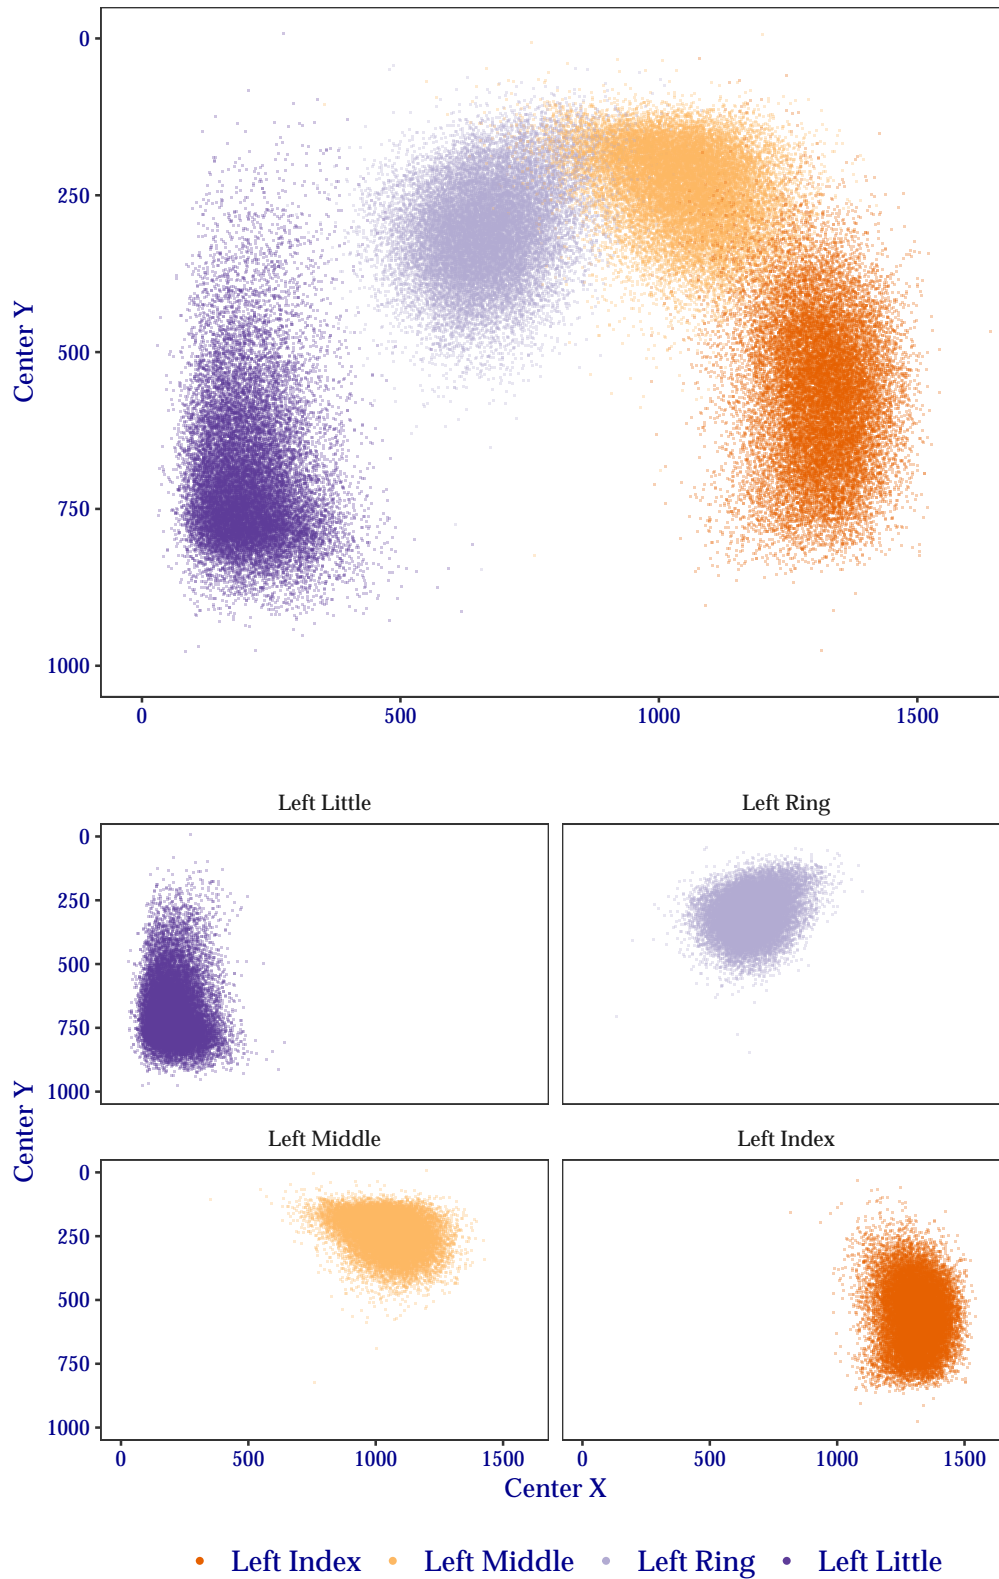 0
250
500
750
1000
Center Y
0 500 1000 1500
Left Little Left Ring
0
250
500
750
1000
Left Middle Left Index
0
250
500
750
1000
Center Y
0 500 1000 1500 0 500 1000 1500
Center X
Left Index Left Middle Left Ring Left Little